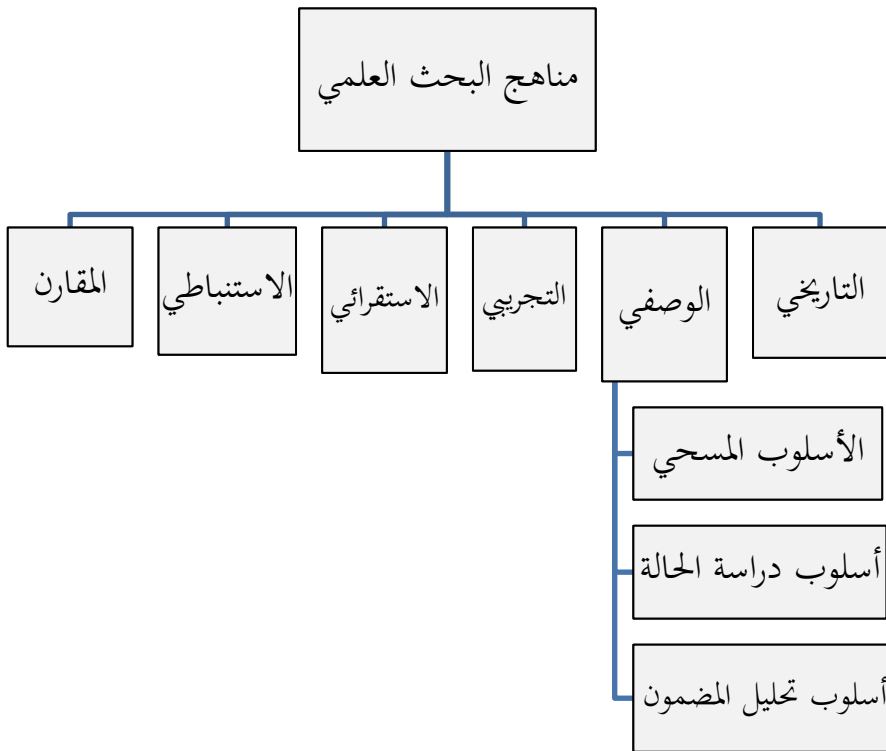 مناهج البحث العلمي
التاريخي
الوصفي
التجريبي
الاستقرائي
الاستنباطي
المقارن
الأسلوب المسحي
أسلوب دراسة الحالة
أسلوب تحليل المضمون